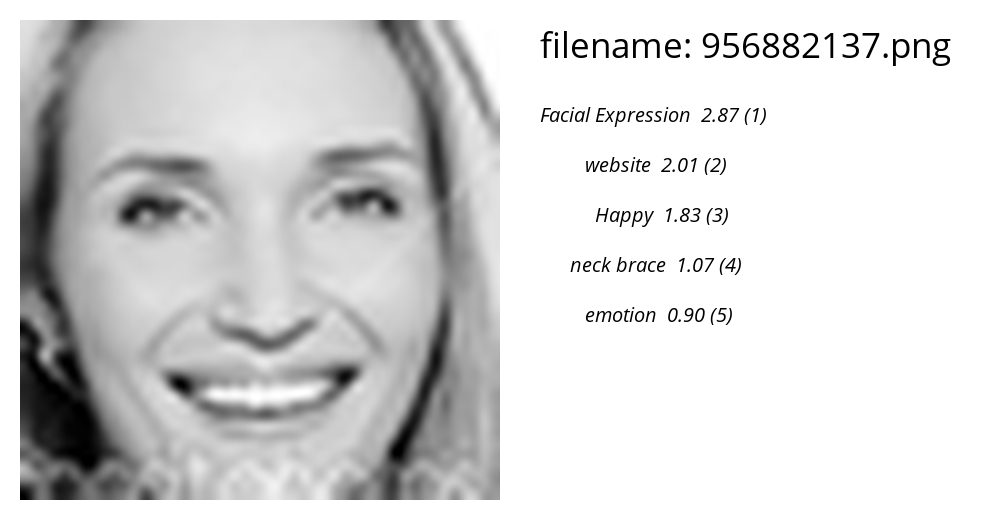 filename: 956882137.png
Facial Expression 2.87 (1)
website 2.01 (2)
Happy 1.83 (3)
neck brace 1.07 (4)
emotion 0.90 (5)